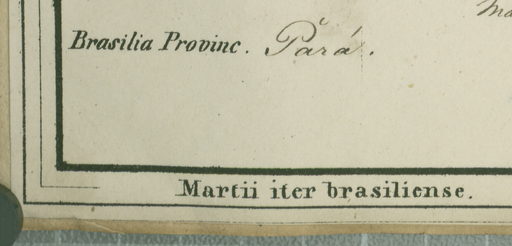 Brasilia Provinc. Pará.
Martii iter brasiliense.